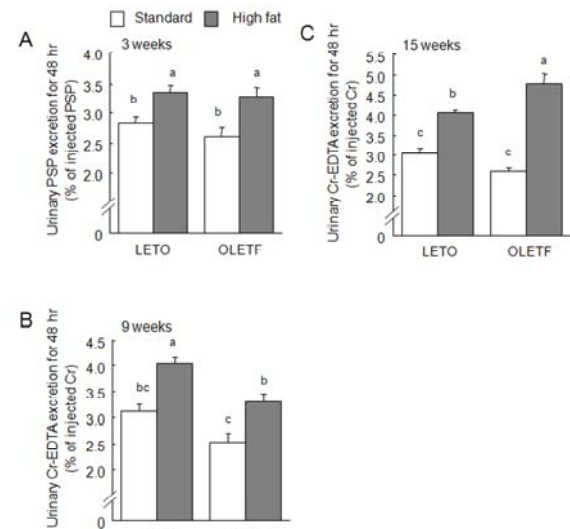 Standard High fat
A
3 weeks
Urinary PSP excretion for 48 hr
(% of injected PSP)
4.0
3.5
3.0
2.5
2.0
0
b a b a
LETO OLETF
C
15 weeks
Urinary Cr-EDTA excretion for 48 hr
(% of injected Cr)
5.5
5.0
4.5
4.0
3.5
3.0
2.5
2.0
0
c b c a
LETO OLETF
B
9 weeks
Urinary Cr-EDTA excretion for 48 hr
(% of injected Cr)
4.5
4.0
3.5
3.0
2.5
2.0
0
bc a c b
LETO OLETF